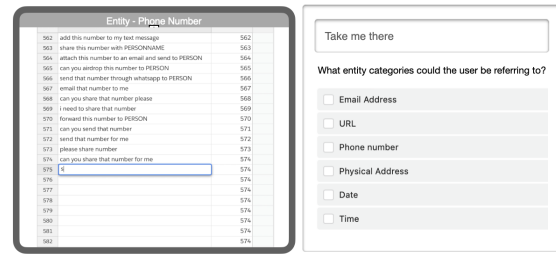 Entity - Phone Number
562 add this number to my text message 562
563 share this number with PERSONNAME 563
564 attach this number to an email and send to PERSON 564
565 can you airdrop this number to PERSON 565
566 send that number through whatsapp to PERSON 566
567 email that number to me 567
568 can you share that number please 568
569 i need to share that number 569
570 forward this number to PERSON 570
571 can you send that number 571
572 send that number for me 572
573 please share number 573
574 can you share that number for me 574
575 574
576 574
577 574
578 574
579 574
580 574
581 574
582 574
Take me there
What entity categories could the user be referring to?
Email Address
URL
Phone number
Physical Address
Date
Time